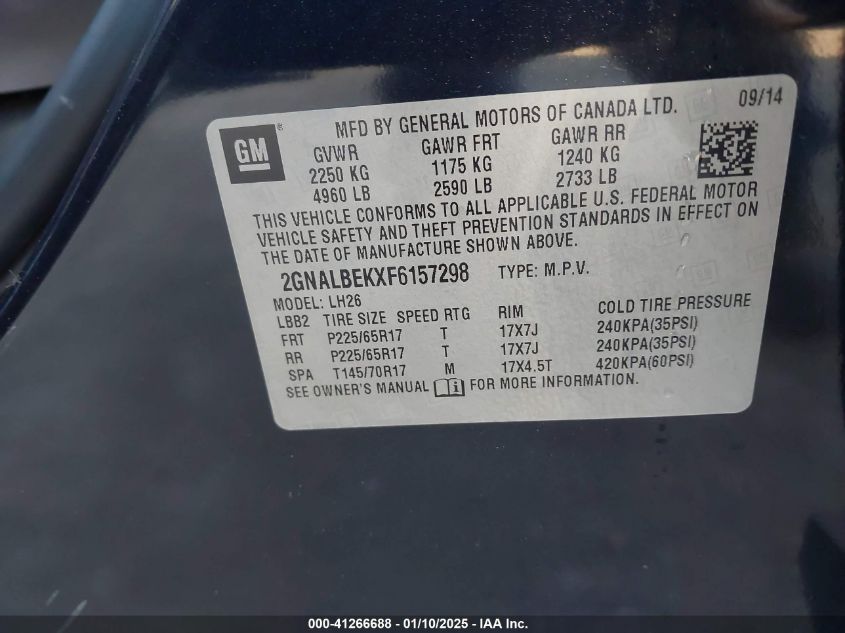 GM ®
MFD BY GENERAL MOTORS OF CANADA LTD. 09/14
GVWR GAWR FRT GAWR RR
2250 KG 1175 KG 1240 KG
4960 LB 2590 LB 2733 LB
THIS VEHICLE CONFORMS TO ALL APPLICABLE U.S. FEDERAL MOTOR
VEHICLE SAFETY AND THEFT PREVENTION STANDARDS IN EFFECT ON
THE DATE OF MANUFACTURE SHOWN ABOVE.
2GNALBEKXF6157298 TYPE: M.P.V.
MODEL: LH26
LBB2 TIRE SIZE SPEED RTG RIM COLD TIRE PRESSURE
FRT P225/65R17 T 17X7J 240KPA(35PSI)
RR P225/65R17 T 17X7J 240KPA(35PSI)
SPA T145/70R17 M 17X4.5T 420KPA(60PSI)
SEE OWNER'S MANUAL i FOR MORE INFORMATION.
000-41266688 - 01/10/2025 - IAA Inc.